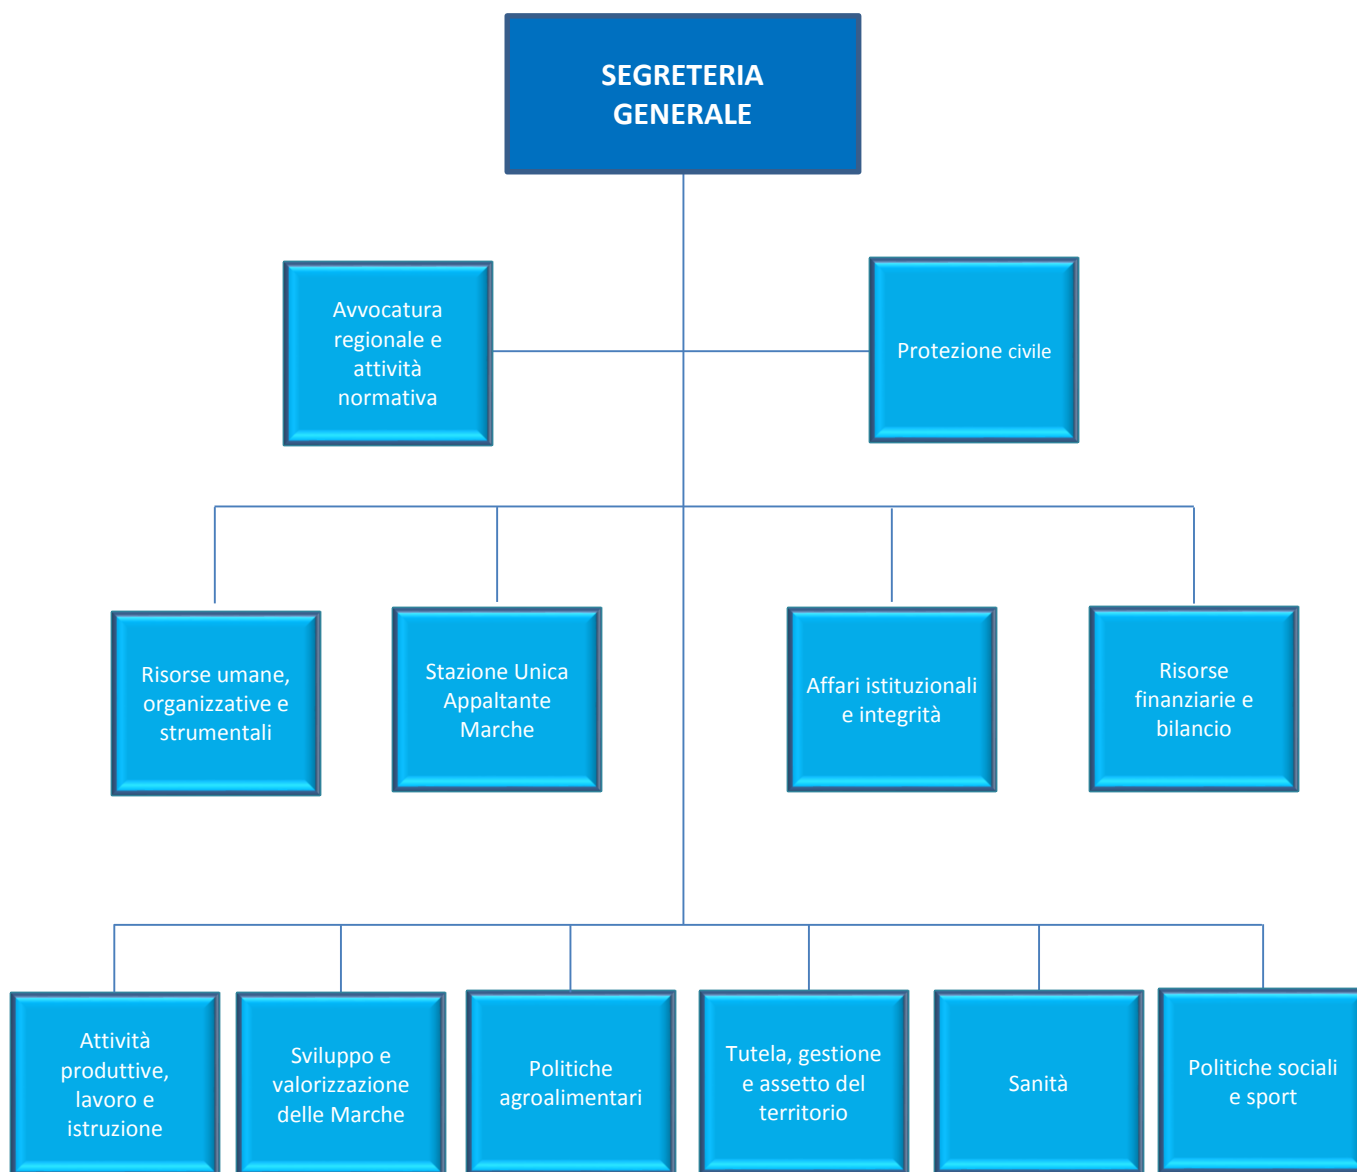 SEGRETERIA
GENERALE
Avvocatura
regionale e
attività
normativa
Protezione civile
Risorse umane,
organizzative e
strumentali
Stazione Unica
Appaltante
Marche
Affari istituzionali
e integrità
Risorse
finanziarie e
bilancio
Attività
produttive,
lavoro e
istruzione
Sviluppo e
valorizzazione
delle Marche
Politiche
agroalimentari
Tutela, gestione
e assetto del
territorio
Sanità
Politiche sociali
e sport